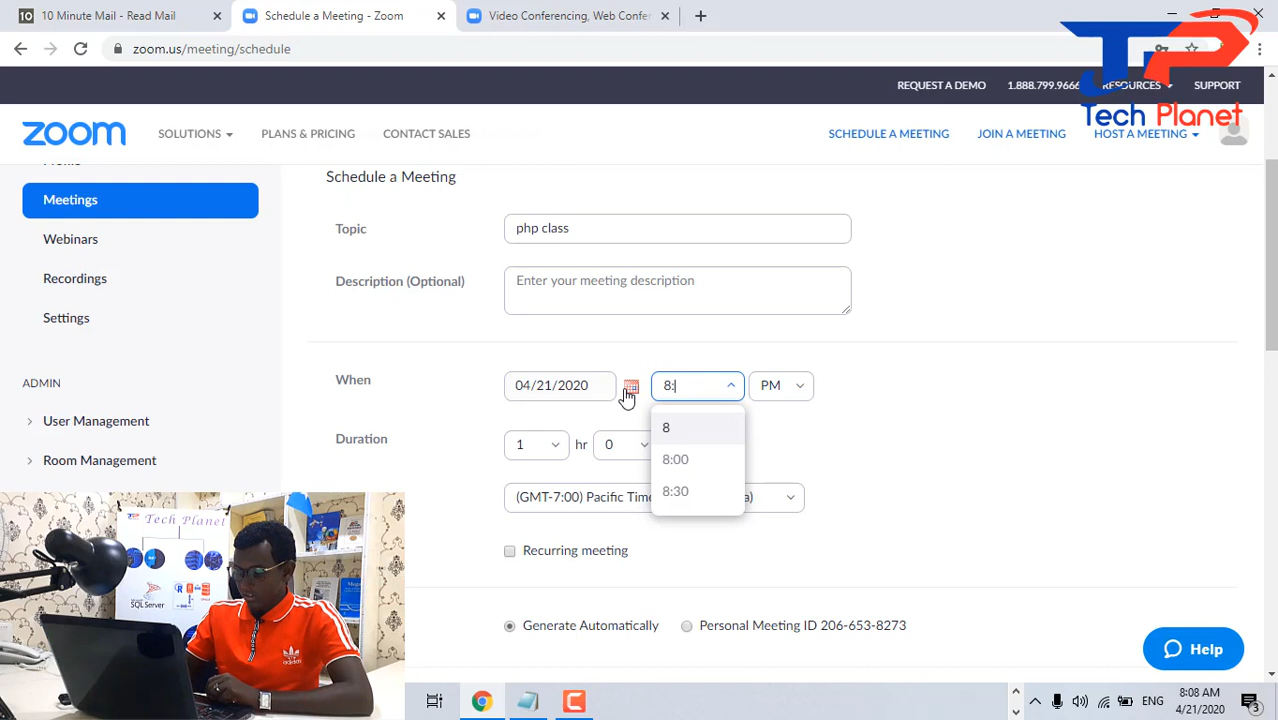 10 Minute Mail - Read Mail
Schedule a Meeting - Zoom
Video Conferencing, Web Confer
zoom.us/meeting/schedule
REQUEST A DEMO
1.888.799.9666
RESOURCES
SUPPORT
Tech Planet
zoom
SOLUTIONS
PLANS & PRICING
CONTACT SALES
SCHEDULE A MEETING
JOIN A MEETING
HOST A MEETING
Meetings
Webinars
Recordings
Settings
ADMIN
User Management
Room Management
Schedule a Meeting
Topic
php class
Description (Optional)
Enter your meeting description
When
04/21/2020
8:
PM
8
8:00
8:30
Duration
1
hr
0
(GMT-7:00) Pacific Time
a)
Recurring meeting
Generate Automatically
Personal Meeting ID 206-653-8273
Help
Tech Planet
SQL Server
adidas
ENG
8:08 AM
4/21/2020
3